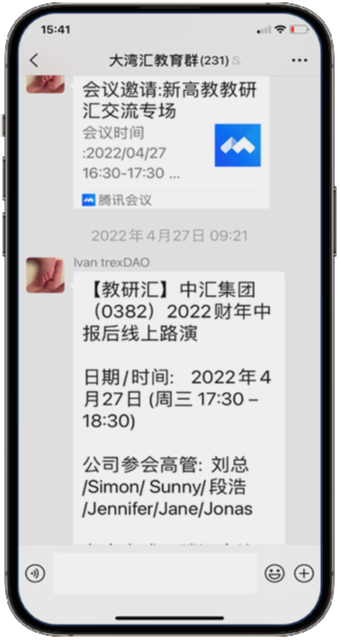 15:41
大湾汇教育群(231)
会议邀请:新高教教研
汇交流专场
会议时间
:2022/04/27
16:30-17:30 ...
腾讯会议
2022年4月27日 09:21
Ivan trexDAO
【教研汇】中汇集团
（0382）2022财年中
报后线上路演
日期/时间: 2022年4
月27日 (周三 17:30 –
18:30)
公司参会高管: 刘总
/Simon/ Sunny/段浩
/Jennifer/Jane/Jonas